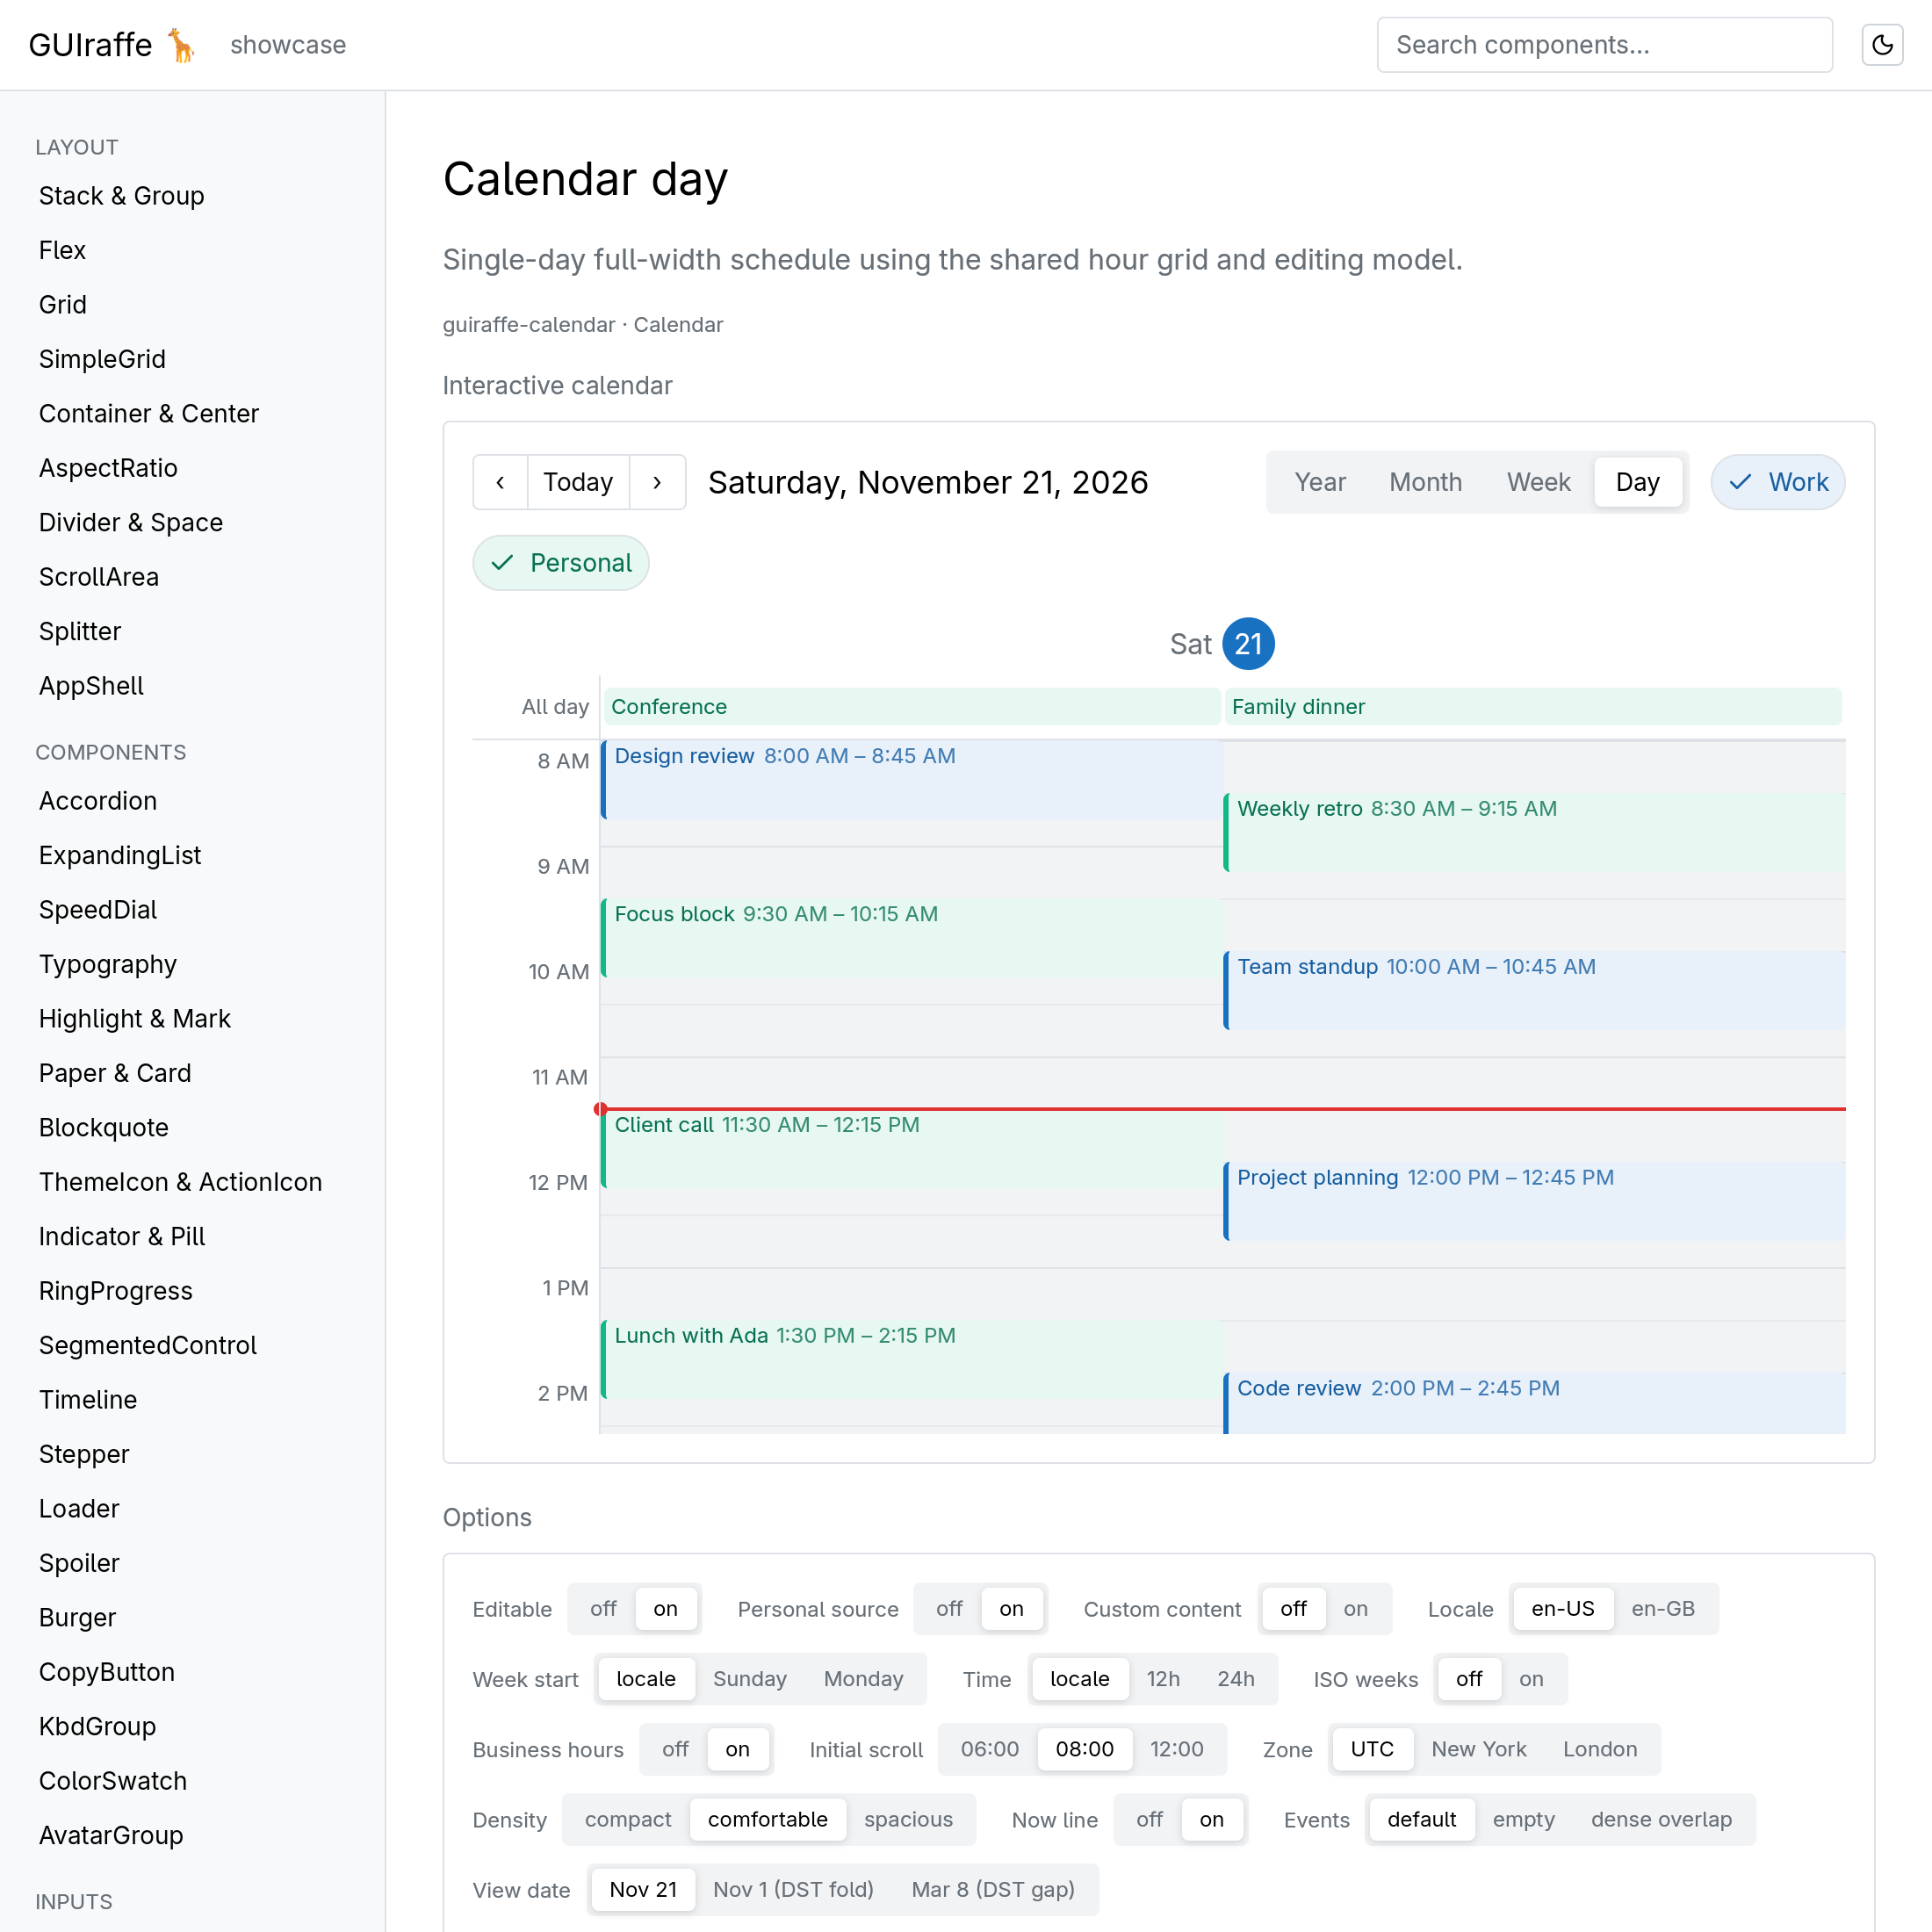 GUIraffe 🦒 showcase
Search components...
LAYOUT
Stack & Group
Flex
Grid
SimpleGrid
Container & Center
AspectRatio
Divider & Space
ScrollArea
Splitter
AppShell
COMPONENTS
Accordion
ExpandingList
SpeedDial
Typography
Highlight & Mark
Paper & Card
Blockquote
ThemeIcon & ActionIcon
Indicator & Pill
RingProgress
SegmentedControl
Timeline
Stepper
Loader
Spoiler
Burger
CopyButton
KbdGroup
ColorSwatch
AvatarGroup
INPUTS
Calendar day
Single-day full-width schedule using the shared hour grid and editing model.
guiraffe-calendar · Calendar
Interactive calendar
‹ Today › Saturday, November 21, 2026 Year Month Week Day Work
Personal
Sat 21
All day Conference Family dinner
8 AM Design review 8:00 AM – 8:45 AM
Weekly retro 8:30 AM – 9:15 AM
9 AM
Focus block 9:30 AM – 10:15 AM
10 AM Team standup 10:00 AM – 10:45 AM
11 AM
Client call 11:30 AM – 12:15 PM
12 PM Project planning 12:00 PM – 12:45 PM
1 PM
Lunch with Ada 1:30 PM – 2:15 PM
2 PM Code review 2:00 PM – 2:45 PM
Options
Editable off on Personal source off on Custom content off on Locale en-US en-GB
Week start locale Sunday Monday Time locale 12h 24h ISO weeks off on
Business hours off on Initial scroll 06:00 08:00 12:00 Zone UTC New York London
Density compact comfortable spacious Now line off on Events default empty dense overlap
View date Nov 21 Nov 1 (DST fold) Mar 8 (DST gap)